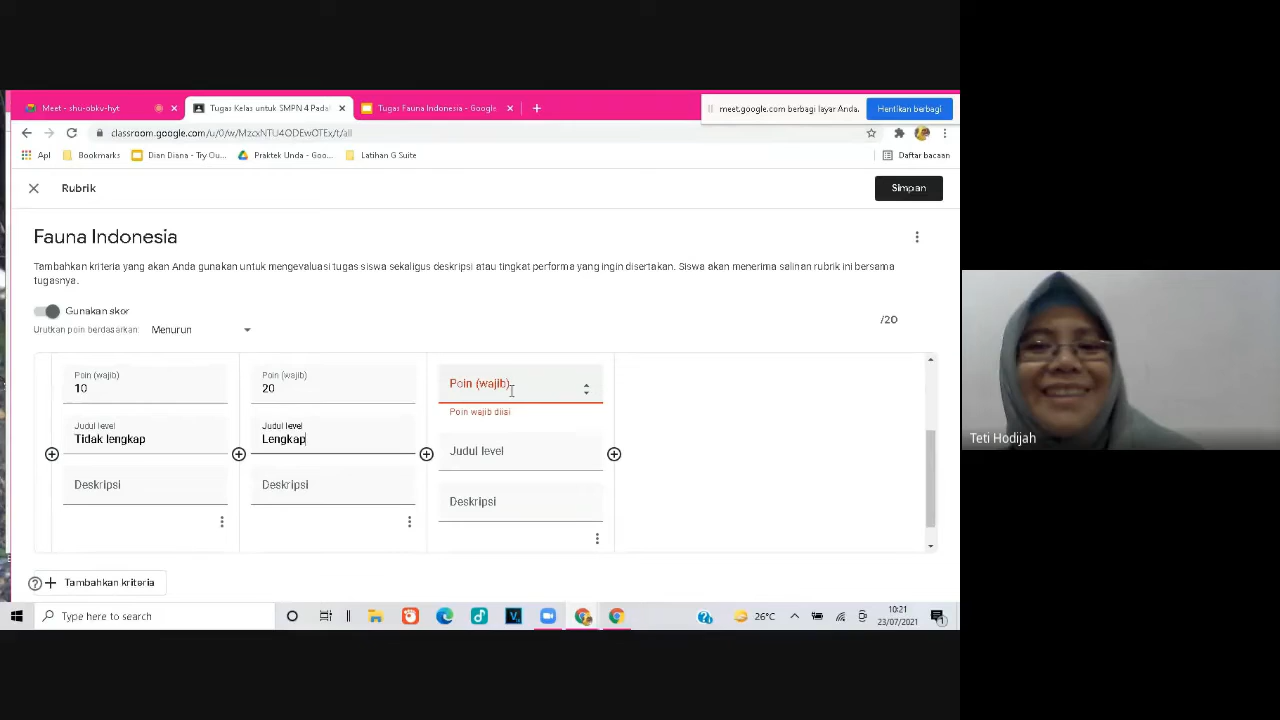 Meet - shu-obkv-hyt
Tugas Kelas untuk SMPN 4 Pada
Tugas Fauna Indonesia - Google
meet.google.com berbagi layar Anda.
Hentikan berbagi
classroom.google.com/u/0/w/MzcxNTU4ODEwOTEx/t/all
Apl
Bookmarks
Dian Diana - Try Ou...
Praktek Unda - Goo...
Latihan G Suite
Daftar bacaan
Rubrik
Simpan
Fauna Indonesia
Tambahkan kriteria yang akan Anda gunakan untuk mengevaluasi tugas siswa sekaligus deskripsi atau tingkat performa yang ingin disertakan. Siswa akan menerima salinan rubrik ini bersama
tugasnya.
Gunakan skor
Urutkan poin berdasarkan:
Menurun
/20
Poin (wajib)
10
Judul level
Tidak lengkap
Deskripsi
Poin (wajib)
20
Judul level
Lengkap
Deskripsi
Poin (wajib)
Poin wajib diisi
Judul level
Deskripsi
Tambahkan kriteria
Teti Hodijah
Type here to search
26°C
10:21
23/07/2021